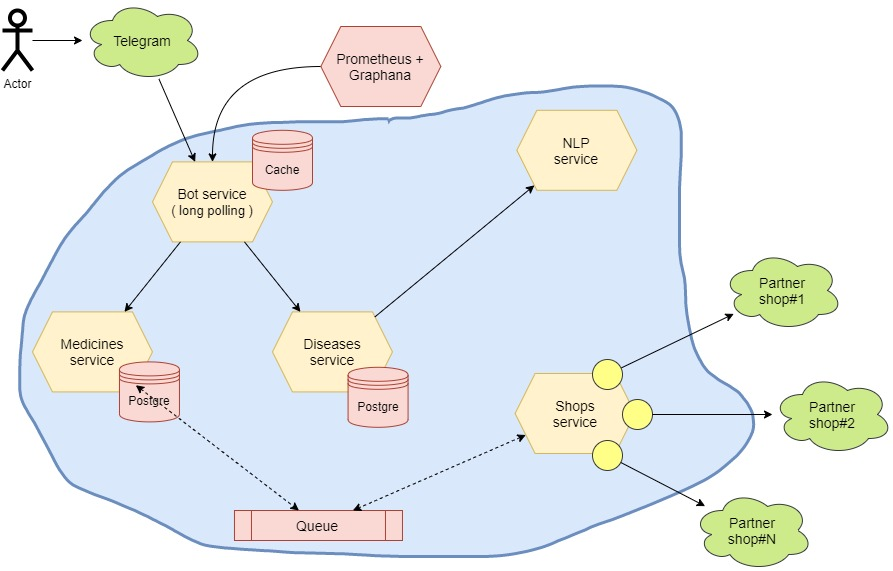 Actor
Telegram
Prometheus +
Graphana
Cache
Bot service
( long polling )
NLP
service
Medicines
service
Postgre
Diseases
service
Postgre
Shops
service
Partner
shop#1
Partner
shop#2
Partner
shop#N
Queue